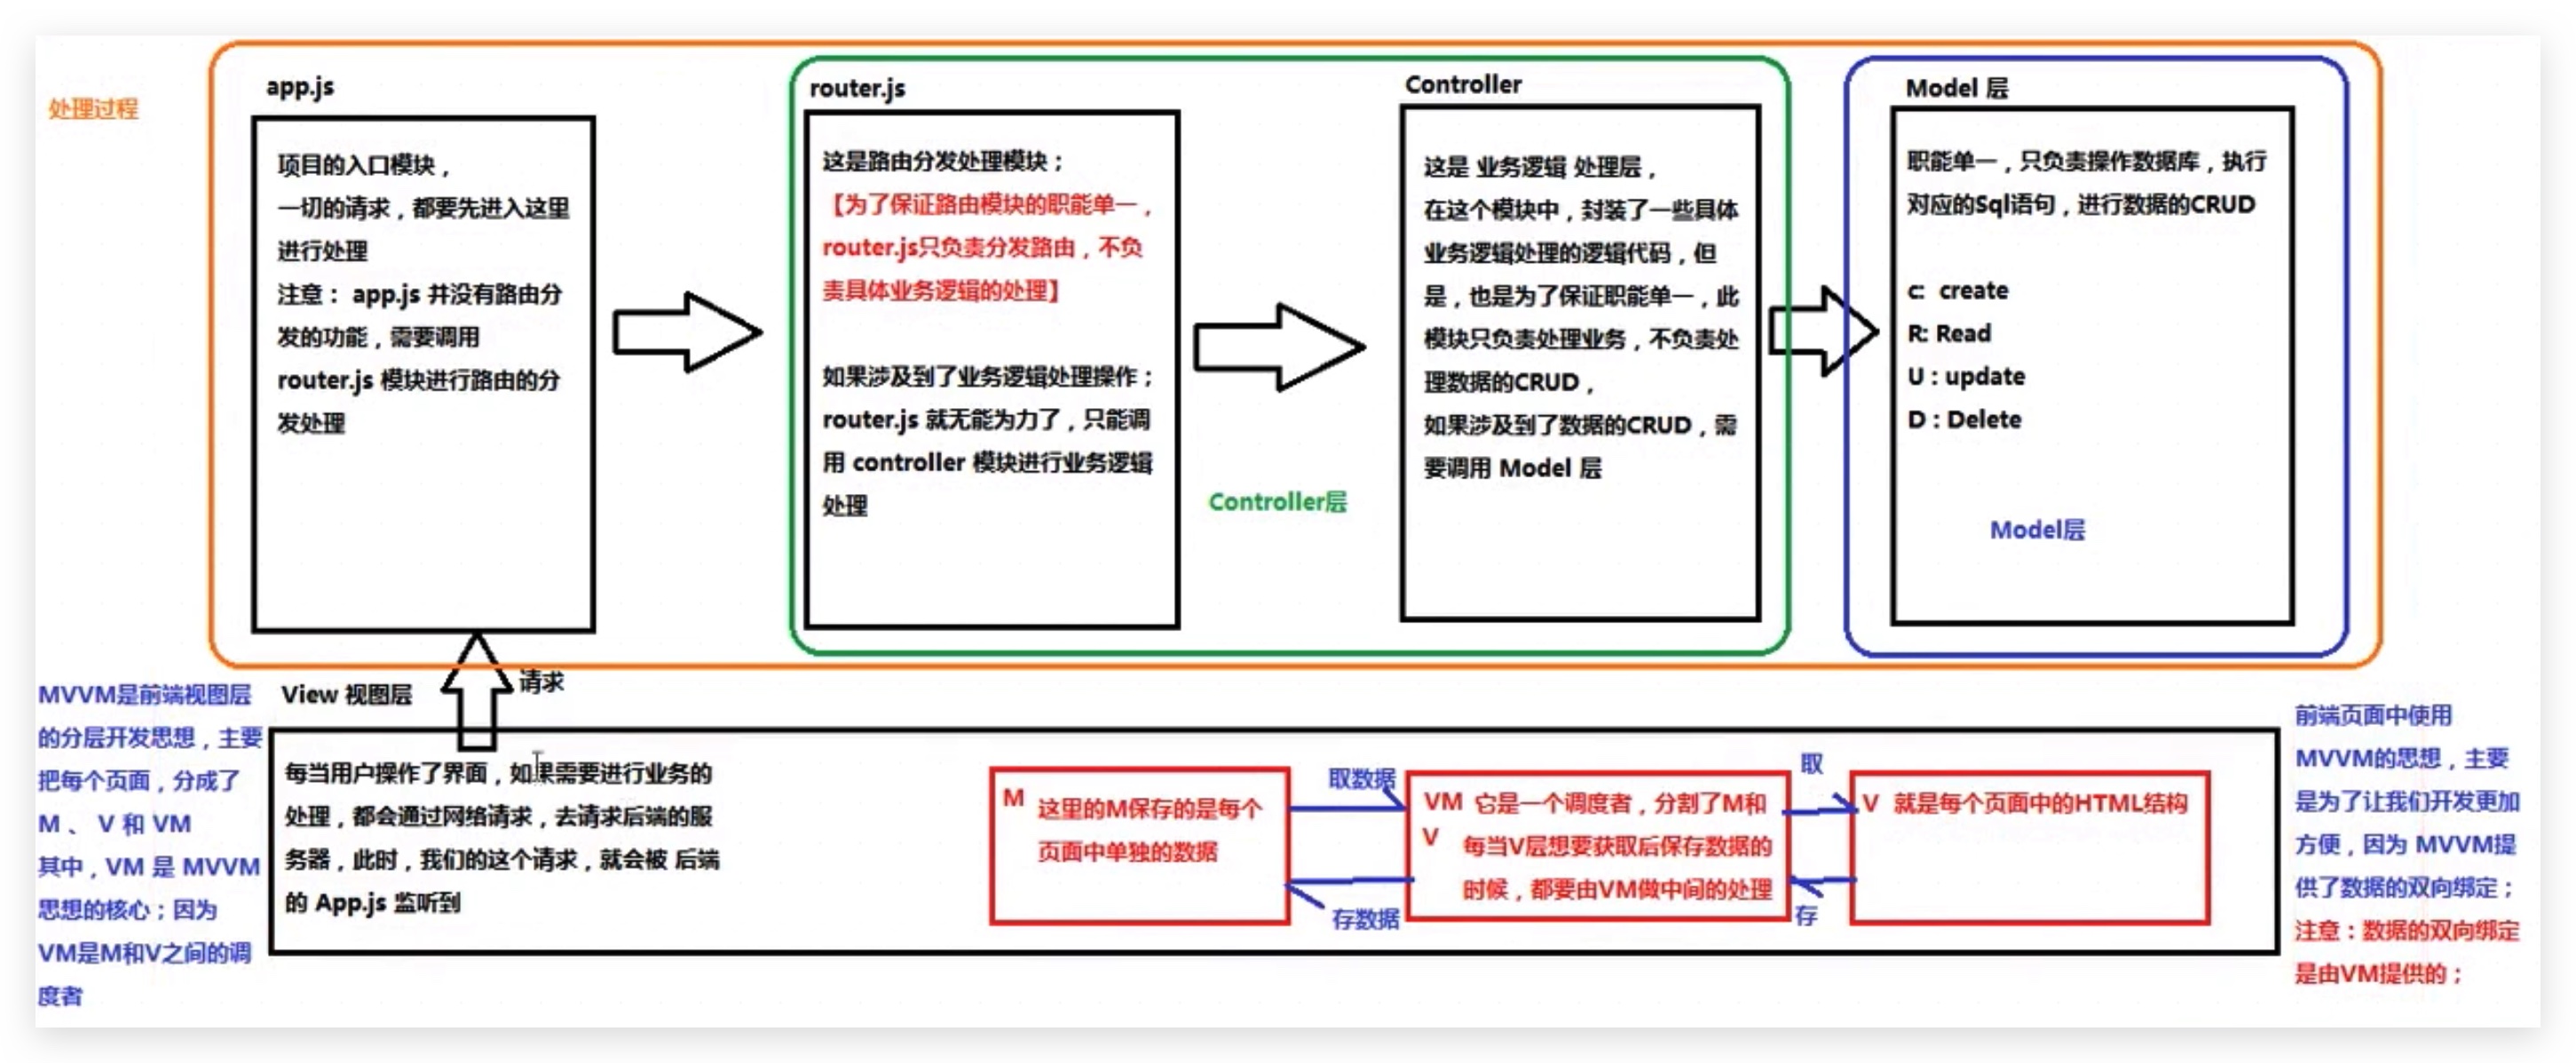 处理过程
app.js
项目的入口模块，
一切的请求，都要先进入这里
进行处理
注意： app.js 并没有路由分
发的功能，需要调用
router.js 模块进行路由的分
发处理
router.js
这是路由分发处理模块；
【为了保证路由模块的职能单一，
router.js只负责分发路由，不负
责具体业务逻辑的处理】
如果涉及到了业务逻辑处理操作；
router.js 就无能为力了，只能调
用 controller 模块进行业务逻辑
处理
Controller层
Controller
这是 业务逻辑 处理层，
在这个模块中，封装了一些具体
业务逻辑处理的逻辑代码，但
是，也是为了保证职能单一，此
模块只负责处理业务，不负责处
理数据的CRUD，
如果涉及到了数据的CRUD，需
要调用 Model 层
Model 层
职能单一，只负责操作数据库，执行
对应的Sql语句，进行数据的CRUD
c: create
R: Read
U : update
D : Delete
Model层
请求
MVVM是前端视图层
的分层开发思想，主要
把每个页面，分成了
M 、 V 和 VM
其中，VM 是 MVVM
思想的核心；因为
VM是M和V之间的调
度者
View 视图层
每当用户操作了界面，如果需要进行业务的
处理，都会通过网络请求，去请求后端的服
务器，此时，我们的这个请求，就会被 后端
的 App.js 监听到
M 这里的M保存的是每个
页面中单独的数据
取数据
存数据
VM 它是一个调度者，分割了M和
V 每当V层想要获取后保存数据的
时候，都要由VM做中间的处理
取
存
V 就是每个页面中的HTML结构
前端页面中使用
MVVM的思想，主要
是为了让我们开发更加
方便，因为 MVVM提
供了数据的双向绑定；
注意：数据的双向绑定
是由VM提供的；